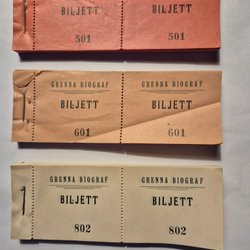 BILJETT BILJETT
501 501
GRENNA BIOGRAF GRENNA BIOGRAF
BILJETT BILJETT
601 601
GRENNA BIOGRAF GRENNA BIOGRAF
BILJETT BILJETT
802 802